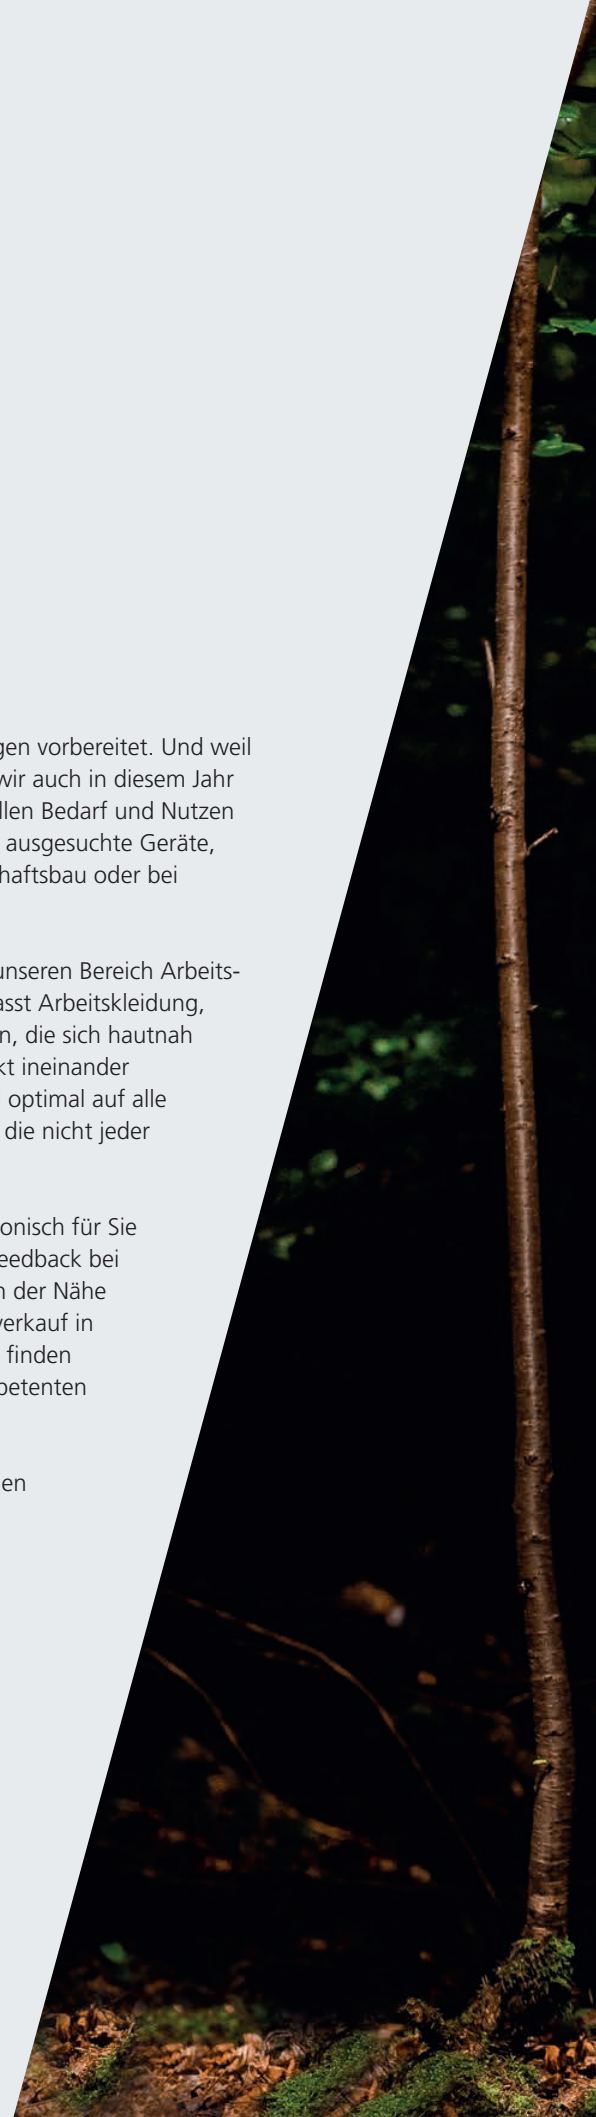 gen vorbereitet. Und weil
wir auch in diesem Jahr
llen Bedarf und Nutzen
ausgesuchte Geräte,
haftsbau oder bei
unseren Bereich Arbeits-
asst Arbeitskleidung,
n, die sich hautnah
kt ineinander
optimal auf alle
die nicht jeder
onisch für Sie
eedback bei
n der Nähe
verkauf in
finden
petenten
en